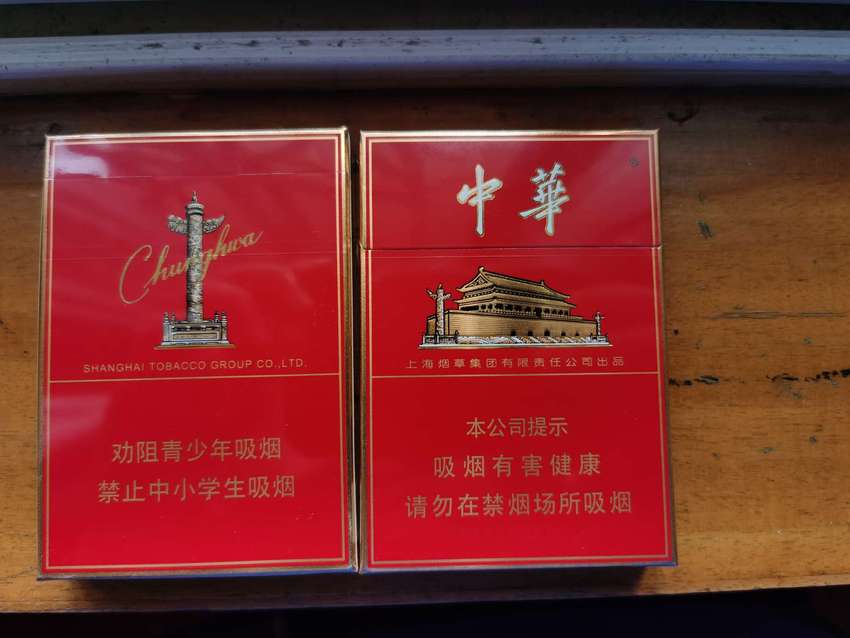 Chunghwa
SHANGHAI TOBACCO GROUP CO.,LTD.
劝阻青少年吸烟
禁止中小学生吸烟
中華
上海烟草集团有限责任公司出品
本公司提示
吸烟有害健康
请勿在禁烟场所吸烟